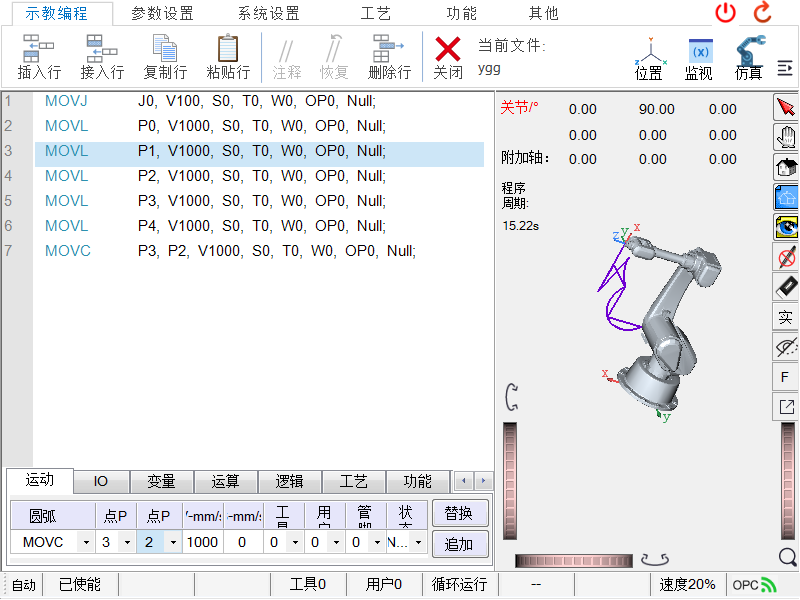 示教编程 参数设置 系统设置 工艺 功能 其他
插入行 接入行 复制行 粘贴行 注释 恢复 删除行 关闭 当前文件: ygg 位置 监视 仿真
1 MOVJ J0, V100, S0, T0, W0, OP0, Null;
2 MOVL P0, V1000, S0, T0, W0, OP0, Null;
3 MOVL P1, V1000, S0, T0, W0, OP0, Null;
4 MOVL P2, V1000, S0, T0, W0, OP0, Null;
5 MOVL P3, V1000, S0, T0, W0, OP0, Null;
6 MOVL P4, V1000, S0, T0, W0, OP0, Null;
7 MOVC P3, P2, V1000, S0, T0, W0, OP0, Null;
关节/° 0.00 90.00 0.00
0.00 0.00 0.00
附加轴: 0.00 0.00 0.00
程序
周期:
15.22s
z y x
x
y
实
F
运动 IO 变量 运算 逻辑 工艺 功能
圆弧 点P 点P /-mm/s -mm/s 工具 用户 管脚 状态 替换
MOVC 3 2 1000 0 0 0 0 N... 追加
自动 已使能 工具0 用户0 循环运行 -- 速度20% OPC